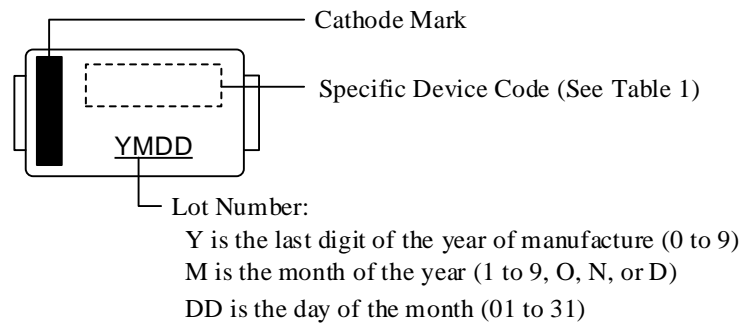 Cathode Mark
Specific Device Code (See Table 1)
YMDD
Lot Number:
Y is the last digit of the year of manufacture (0 to 9)
M is the month of the year (1 to 9, O, N, or D)
DD is the day of the month (01 to 31)